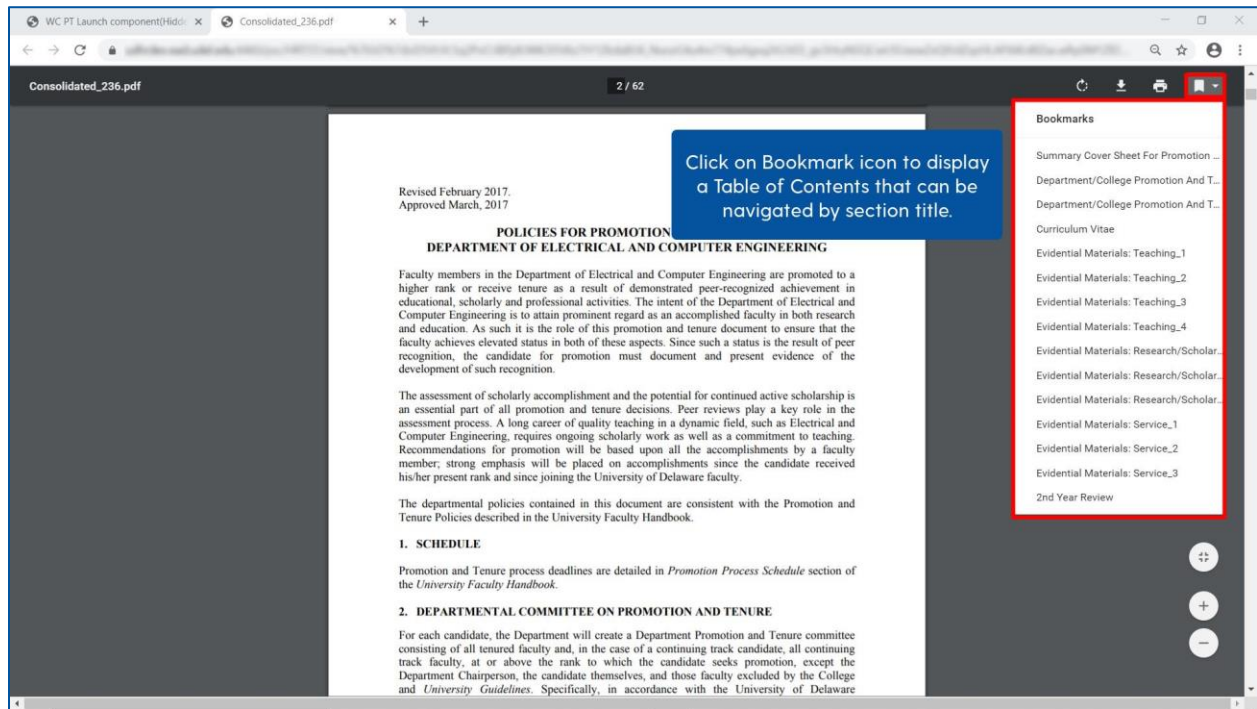 WC PT Launch component(Hidde
Consolidated_236.pdf
Consolidated_236.pdf
2 / 62
Bookmarks
Summary Cover Sheet For Promotion ...
Department/College Promotion And T...
Department/College Promotion And T...
Curriculum Vitae
Evidential Materials: Teaching_1
Evidential Materials: Teaching_2
Evidential Materials: Teaching_3
Evidential Materials: Teaching_4
Evidential Materials: Research/Scholar...
Evidential Materials: Research/Scholar...
Evidential Materials: Research/Scholar...
Evidential Materials: Service_1
Evidential Materials: Service_2
Evidential Materials: Service_3
2nd Year Review
Click on Bookmark icon to display
a Table of Contents that can be
navigated by section title.
Revised February 2017.
Approved March, 2017
POLICIES FOR PROMOTION
DEPARTMENT OF ELECTRICAL AND COMPUTER ENGINEERING
Faculty members in the Department of Electrical and Computer Engineering are promoted to a
higher rank or receive tenure as a result of demonstrated peer-recognized achievement in
educational, scholarly and professional activities. The intent of the Department of Electrical and
Computer Engineering is to attain prominent regard as an accomplished faculty in both research
and education. As such it is the role of this promotion and tenure document to ensure that the
faculty achieves elevated status in both of these aspects. Since such a status is the result of peer
recognition, the candidate for promotion must document and present evidence of the
development of such recognition.
The assessment of scholarly accomplishment and the potential for continued active scholarship is
an essential part of all promotion and tenure decisions. Peer reviews play a key role in the
assessment process. A long career of quality teaching in a dynamic field, such as Electrical and
Computer Engineering, requires ongoing scholarly work as well as a commitment to teaching.
Recommendations for promotion will be based upon all the accomplishments by a faculty
member; strong emphasis will be placed on accomplishments since the candidate received
his/her present rank and since joining the University of Delaware faculty.
The departmental policies contained in this document are consistent with the Promotion and
Tenure Policies described in the University Faculty Handbook.
1. SCHEDULE
Promotion and Tenure process deadlines are detailed in Promotion Process Schedule section of
the University Faculty Handbook.
2. DEPARTMENTAL COMMITTEE ON PROMOTION AND TENURE
For each candidate, the Department will create a Department Promotion and Tenure committee
consisting of all tenured faculty and, in the case of a continuing track candidate, all continuing
track faculty, at or above the rank to which the candidate seeks promotion, except the
Department Chairperson, the candidate themselves, and those faculty excluded by the College
and University Guidelines. Specifically, in accordance with the University of Delaware